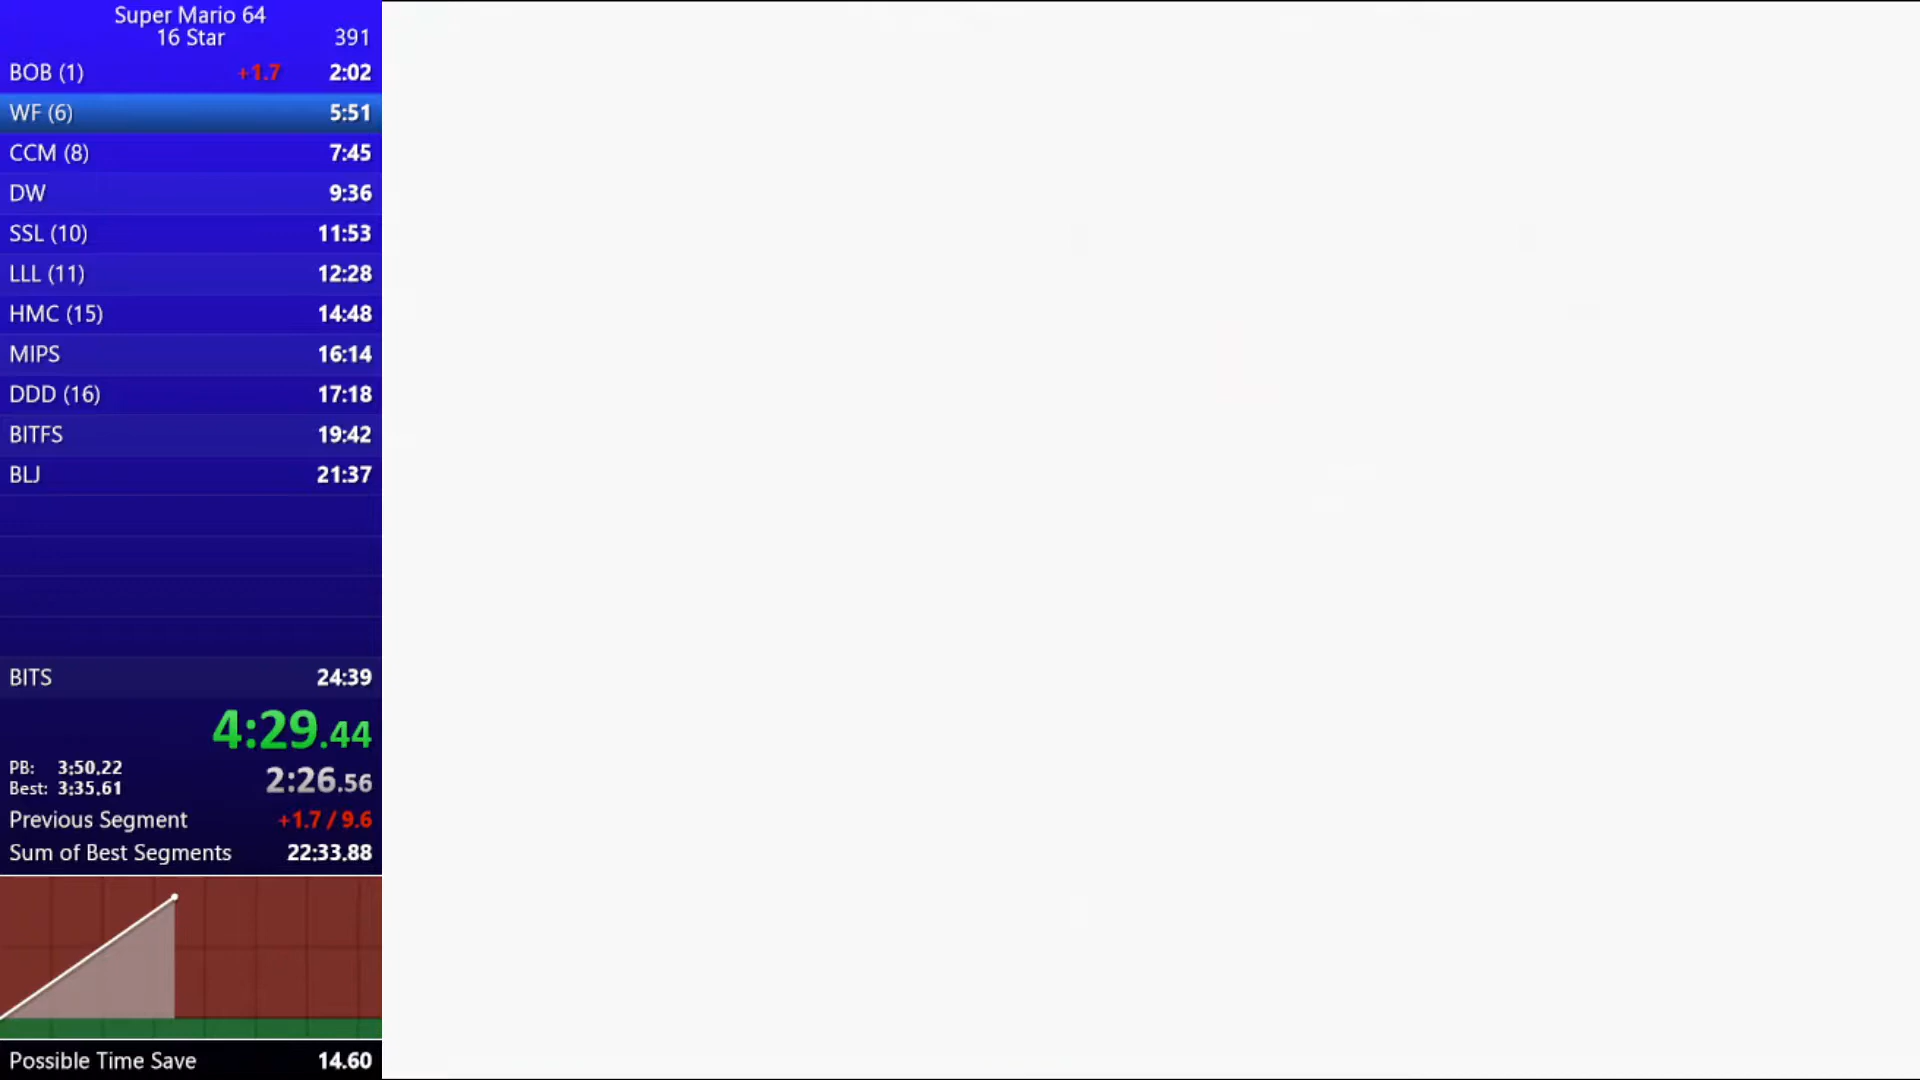 Super Mario 64
16 Star 391
BOB (1) +1.7 2:02
WF (6) 5:51
CCM (8) 7:45
DW 9:36
SSL (10) 11:53
LLL (11) 12:28
HMC (15) 14:48
MIPS 16:14
DDD (16) 17:18
BITFS 19:42
BLJ 21:37
BITS 24:39
4:29.44
PB: 3:50.22
Best: 3:35.61
2:26.56
Previous Segment +1.7 / 9.6
Sum of Best Segments 22:33.88
Possible Time Save 14.60